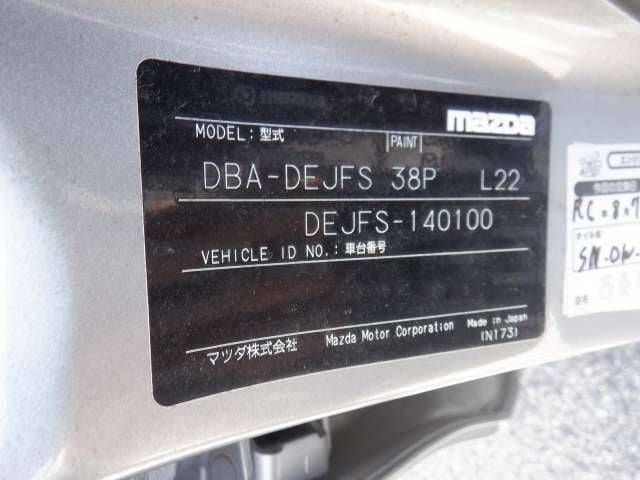 mazda
MODEL: 型式
PAINT
DBA-DEJFS 38P L22
DEJFS-140100
VEHICLE ID NO.: 車台番号
マツダ株式会社 Mazda Motor Corporation Made in Japan
(N173)
RC.8.7
SN.0W-